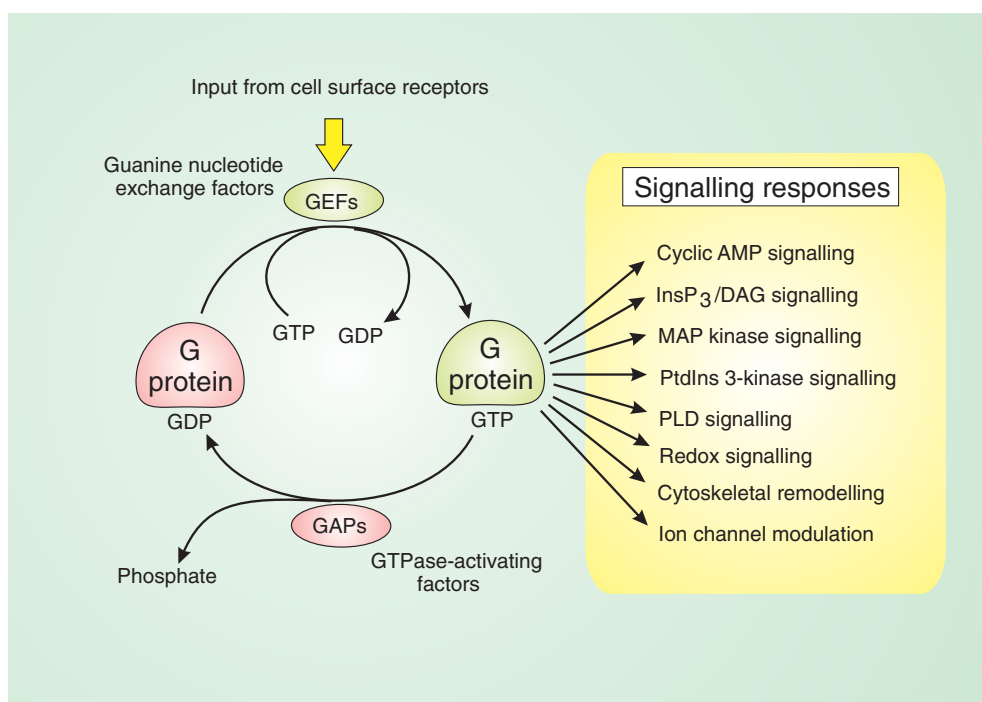 Input from cell surface receptors
Guanine nucleotide
exchange factors
GEFs
GTP
GDP
G
protein
GDP
G
protein
GTP
GAPs
GTPase-activating
factors
Phosphate
Signalling responses
Cyclic AMP signalling
InsP3/DAG signalling
MAP kinase signalling
PtdIns 3-kinase signalling
PLD signalling
Redox signalling
Cytoskeletal remodelling
Ion channel modulation